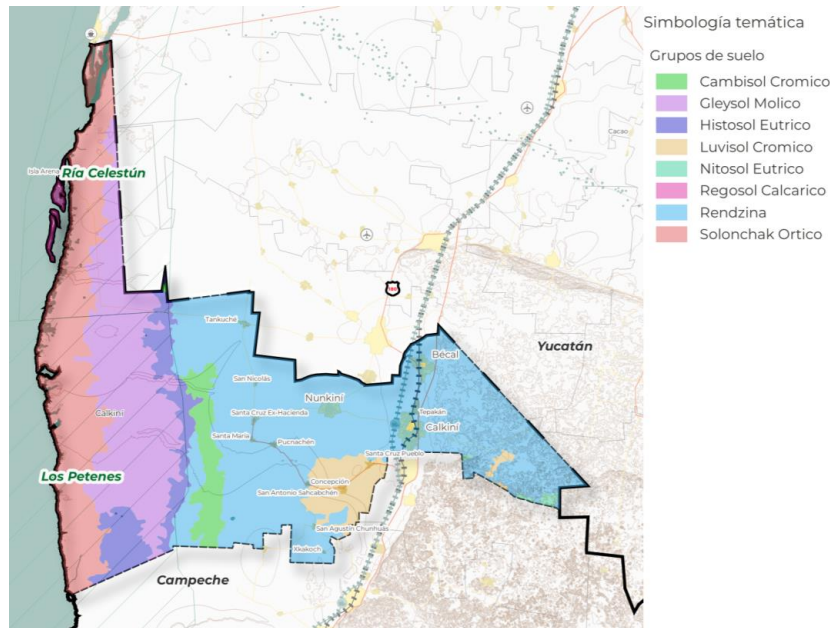 Simbología temática
Grupos de suelo
Cambisol Cromico
Gleysol Molico
Histosol Eutrico
Luvisol Cromico
Nitosol Eutrico
Regosol Calcarico
Rendzina
Solonchak Ortico
Cacao
Isla Arena
Ría Celestún
Tankuché
Yucatán
Bécal
San Nicolás
Nunkiní
Calkiní
Santa Cruz Ex-Hacienda
Tepakán
Calkiní
Santa María
Pucnachén
Santa Cruz Pueblo
Los Petenes
Concepción
San Antonio Sahcabchén
San Agustín Chunhuas
Xkakoch
Campeche